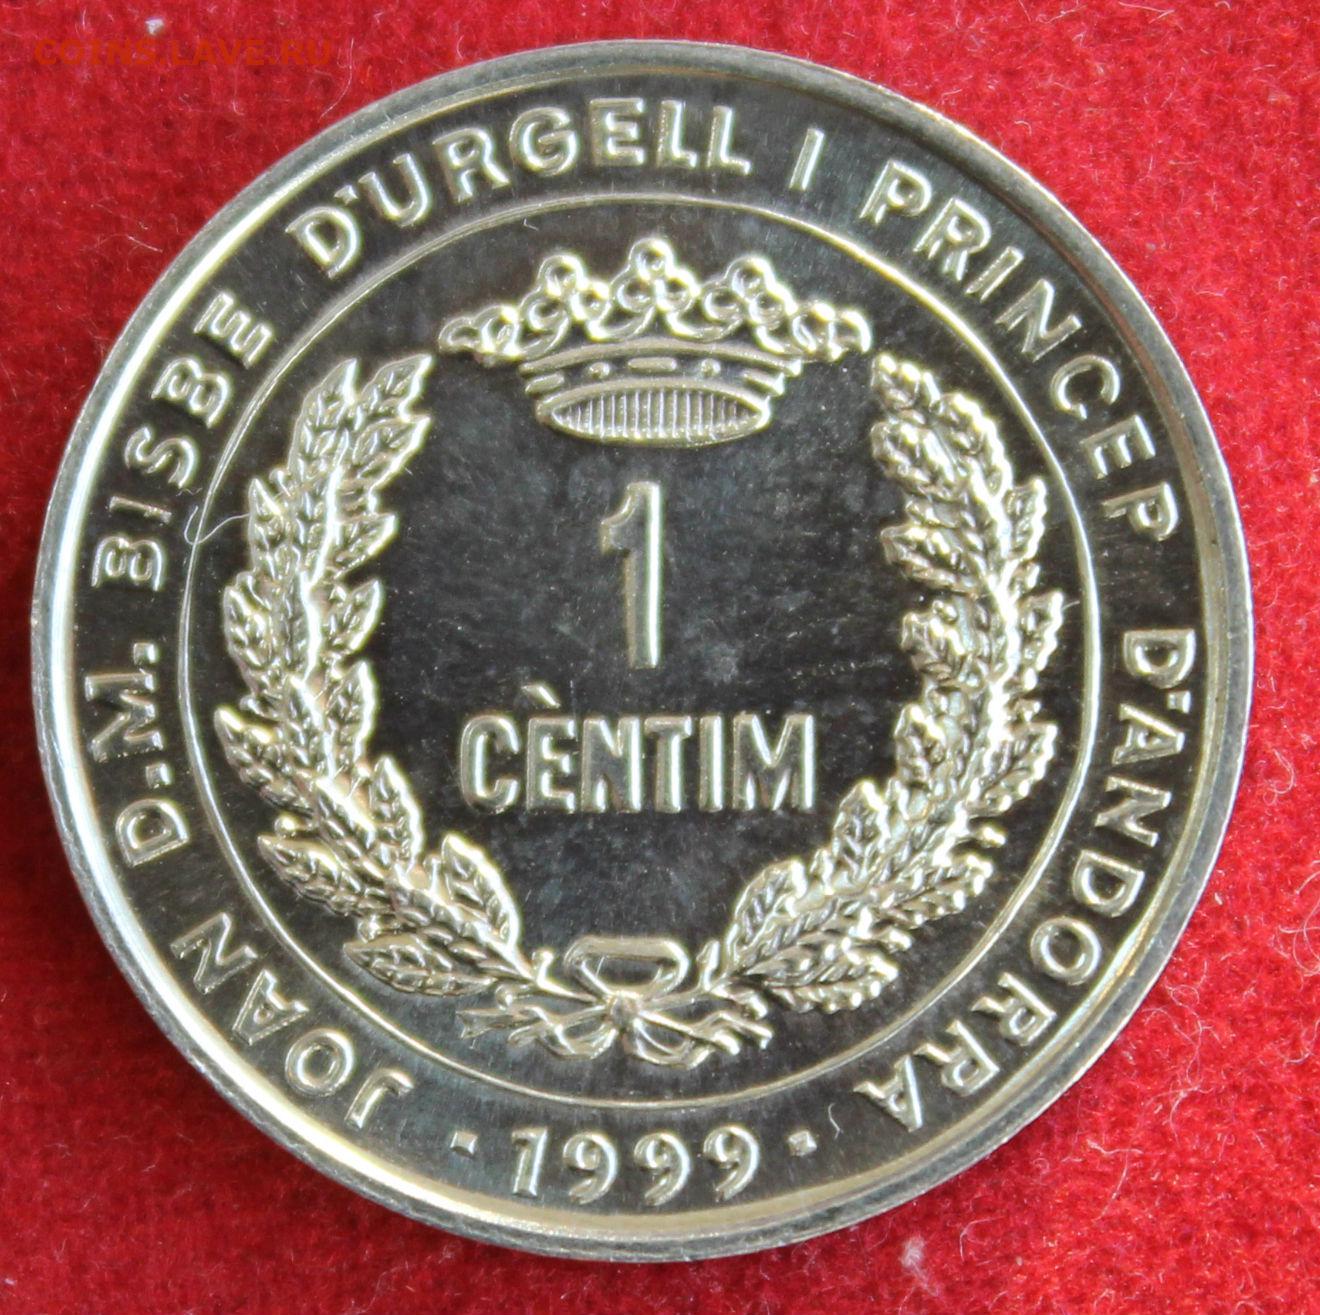 COINS.LAVE.RU
JOAN D.M. BISBE D'URGELL I PRINCEP D'ANDORRA
1
CÈNTIM
· 1999 ·